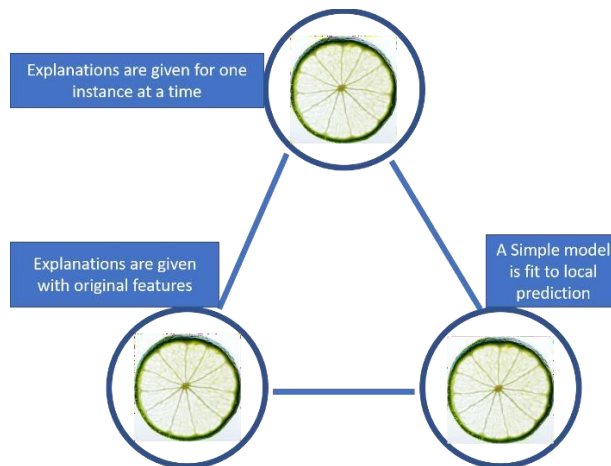 Explanations are given for one
instance at a time
Explanations are given
with original features
A Simple model
is fit to local
prediction